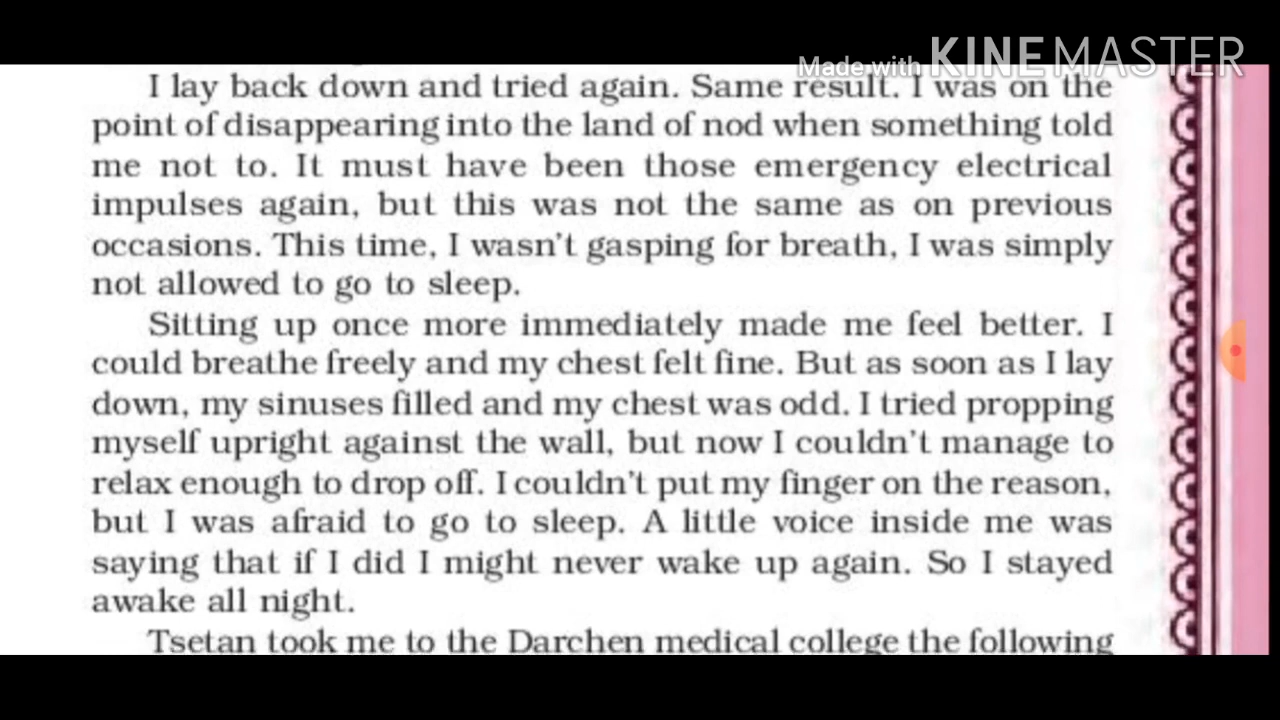 Made with KINEMASTER
I lay back down and tried again. Same result. I was on the
point of disappearing into the land of nod when something told
me not to. It must have been those emergency electrical
impulses again, but this was not the same as on previous
occasions. This time, I wasn't gasping for breath, I was simply
not allowed to go to sleep.
Sitting up once more immediately made me feel better. I
could breathe freely and my chest felt fine. But as soon as I lay
down, my sinuses filled and my chest was odd. I tried propping
myself upright against the wall, but now I couldn't manage to
relax enough to drop off. I couldn't put my finger on the reason,
but I was afraid to go to sleep. A little voice inside me was
saying that if I did I might never wake up again. So I stayed
awake all night.
Tsetan took me to the Darchen medical college the following